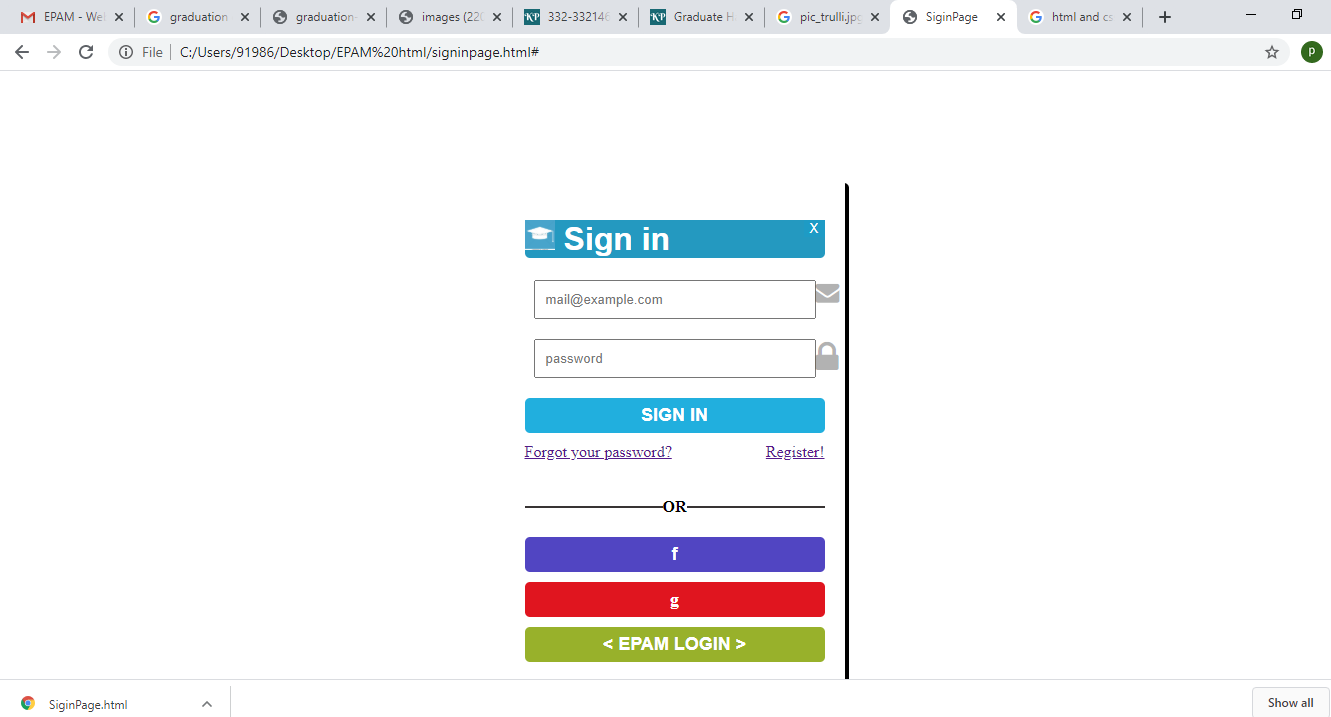 EPAM - Wel
graduation
graduation-
images (220
KP 332-332146
KP Graduate H
pic_trulli.jpg
SiginPage
html and cs
File C:/Users/91986/Desktop/EPAM%20html/signinpage.html#
P
Sign in X
mail@example.com
password
SIGN IN
Forgot your password? Register!
OR
f
g
< EPAM LOGIN >
SiginPage.html Show all